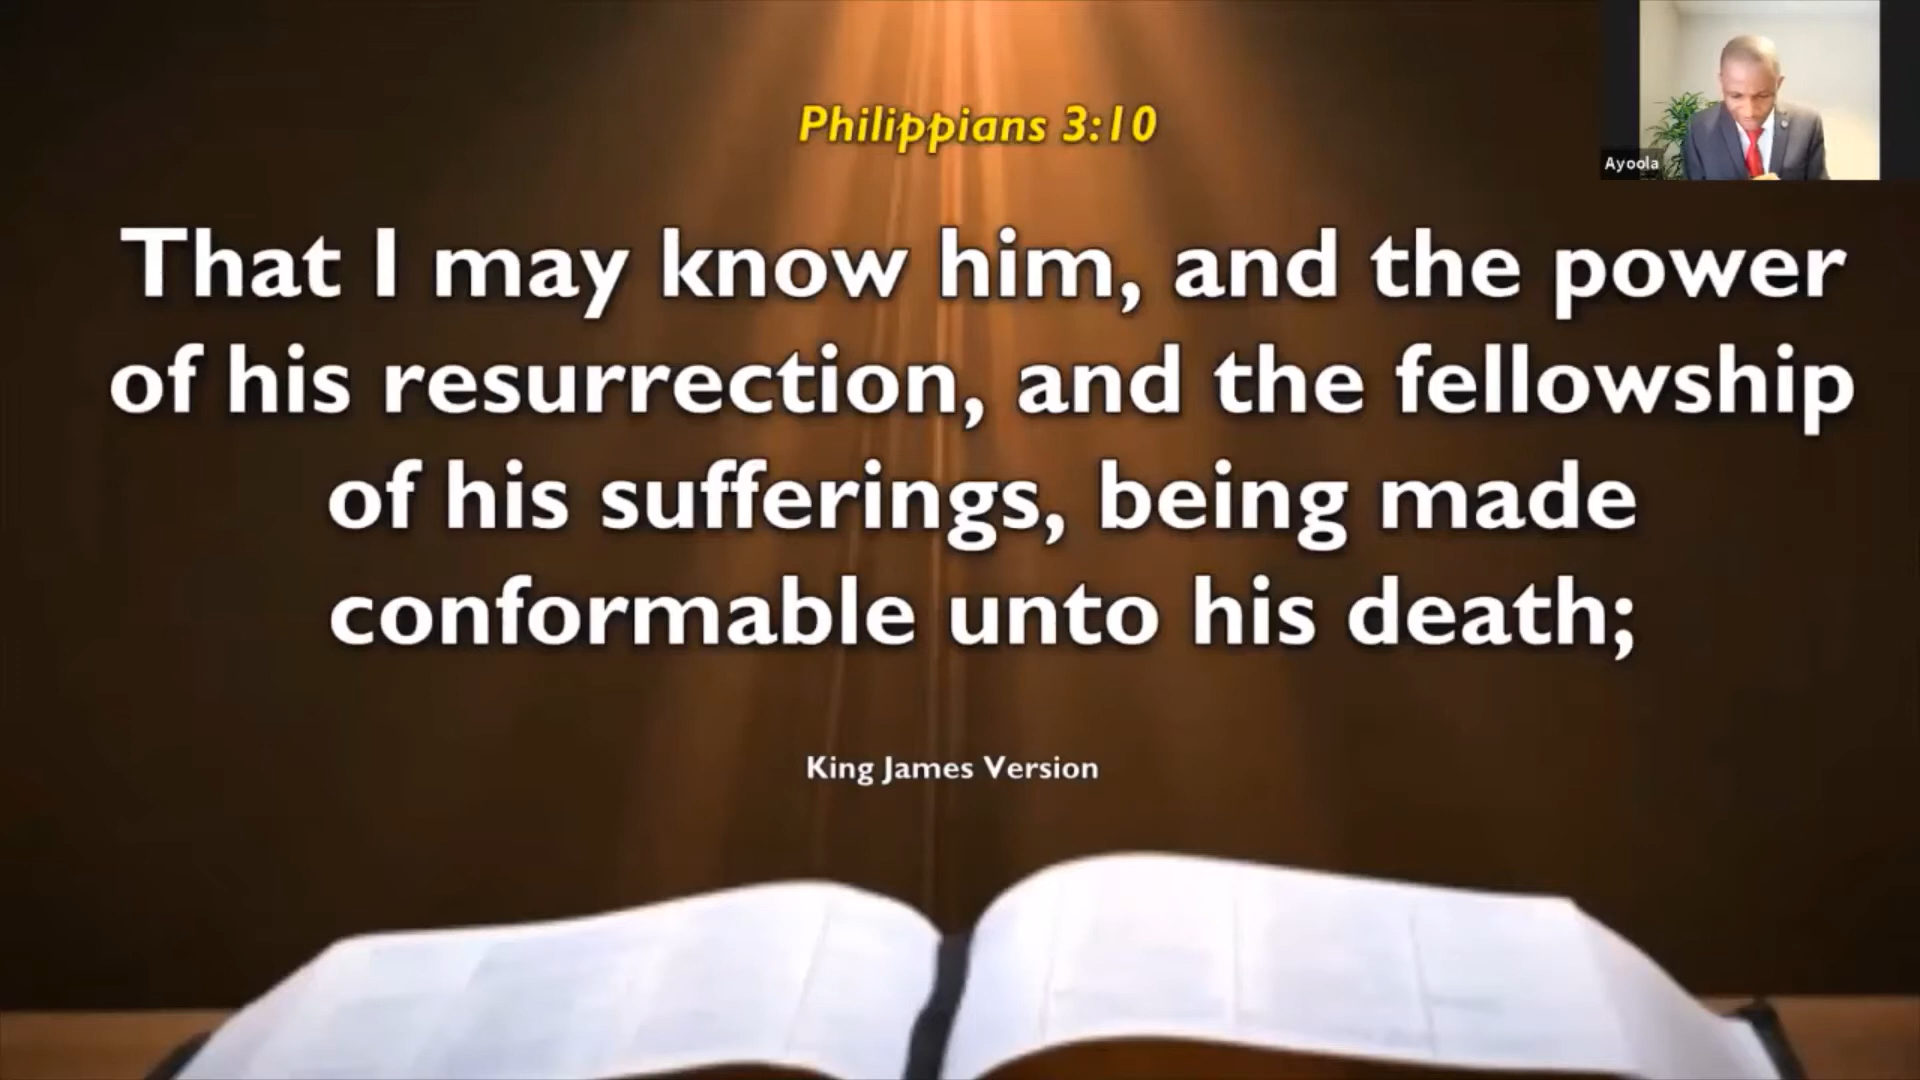 Philippians 3:10
Ayoola
That I may know him, and the power
of his resurrection, and the fellowship
of his sufferings, being made
conformable unto his death;
King James Version